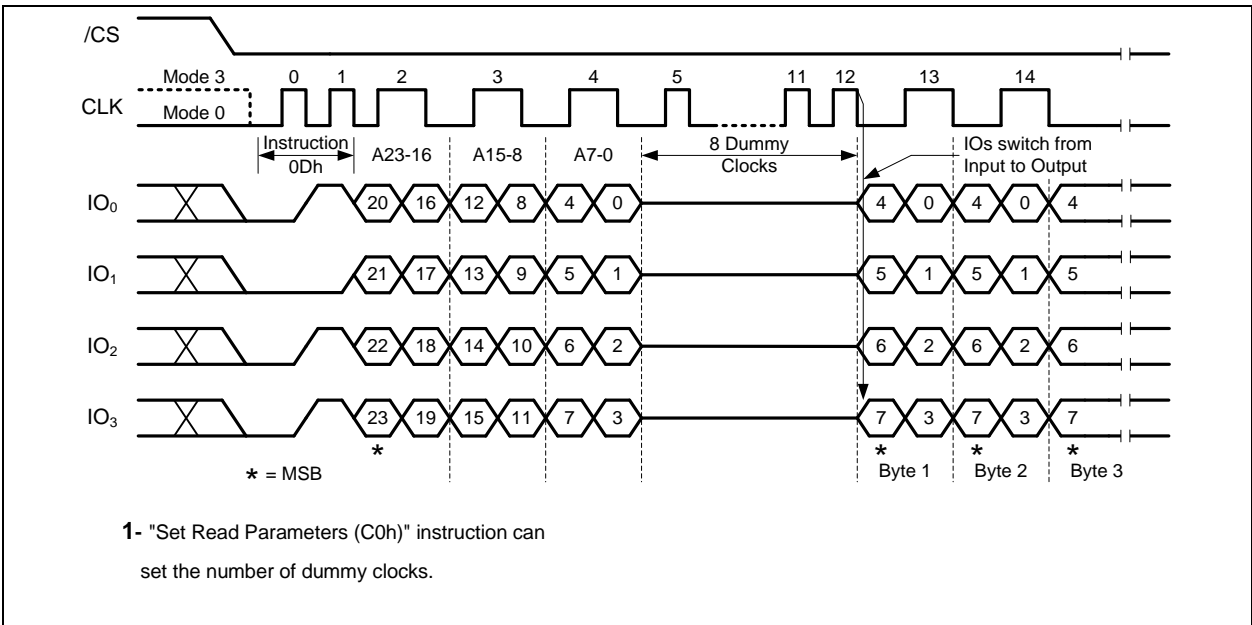 /CS
Mode 3 0 1 2 3 4 5 11 12 13 14
CLK Mode 0
Instruction 0Dh A23-16 A15-8 A7-0 8 Dummy Clocks IOs switch from Input to Output
IO0 20 16 12 8 4 0 4 0 4 0 4
IO1 21 17 13 9 5 1 5 1 5 1 5
IO2 22 18 14 10 6 2 6 2 6 2 6
IO3 23 19 15 11 7 3 7 3 7 3 7
* * * *
* = MSB Byte 1 Byte 2 Byte 3
1- "Set Read Parameters (C0h)" instruction can
set the number of dummy clocks.